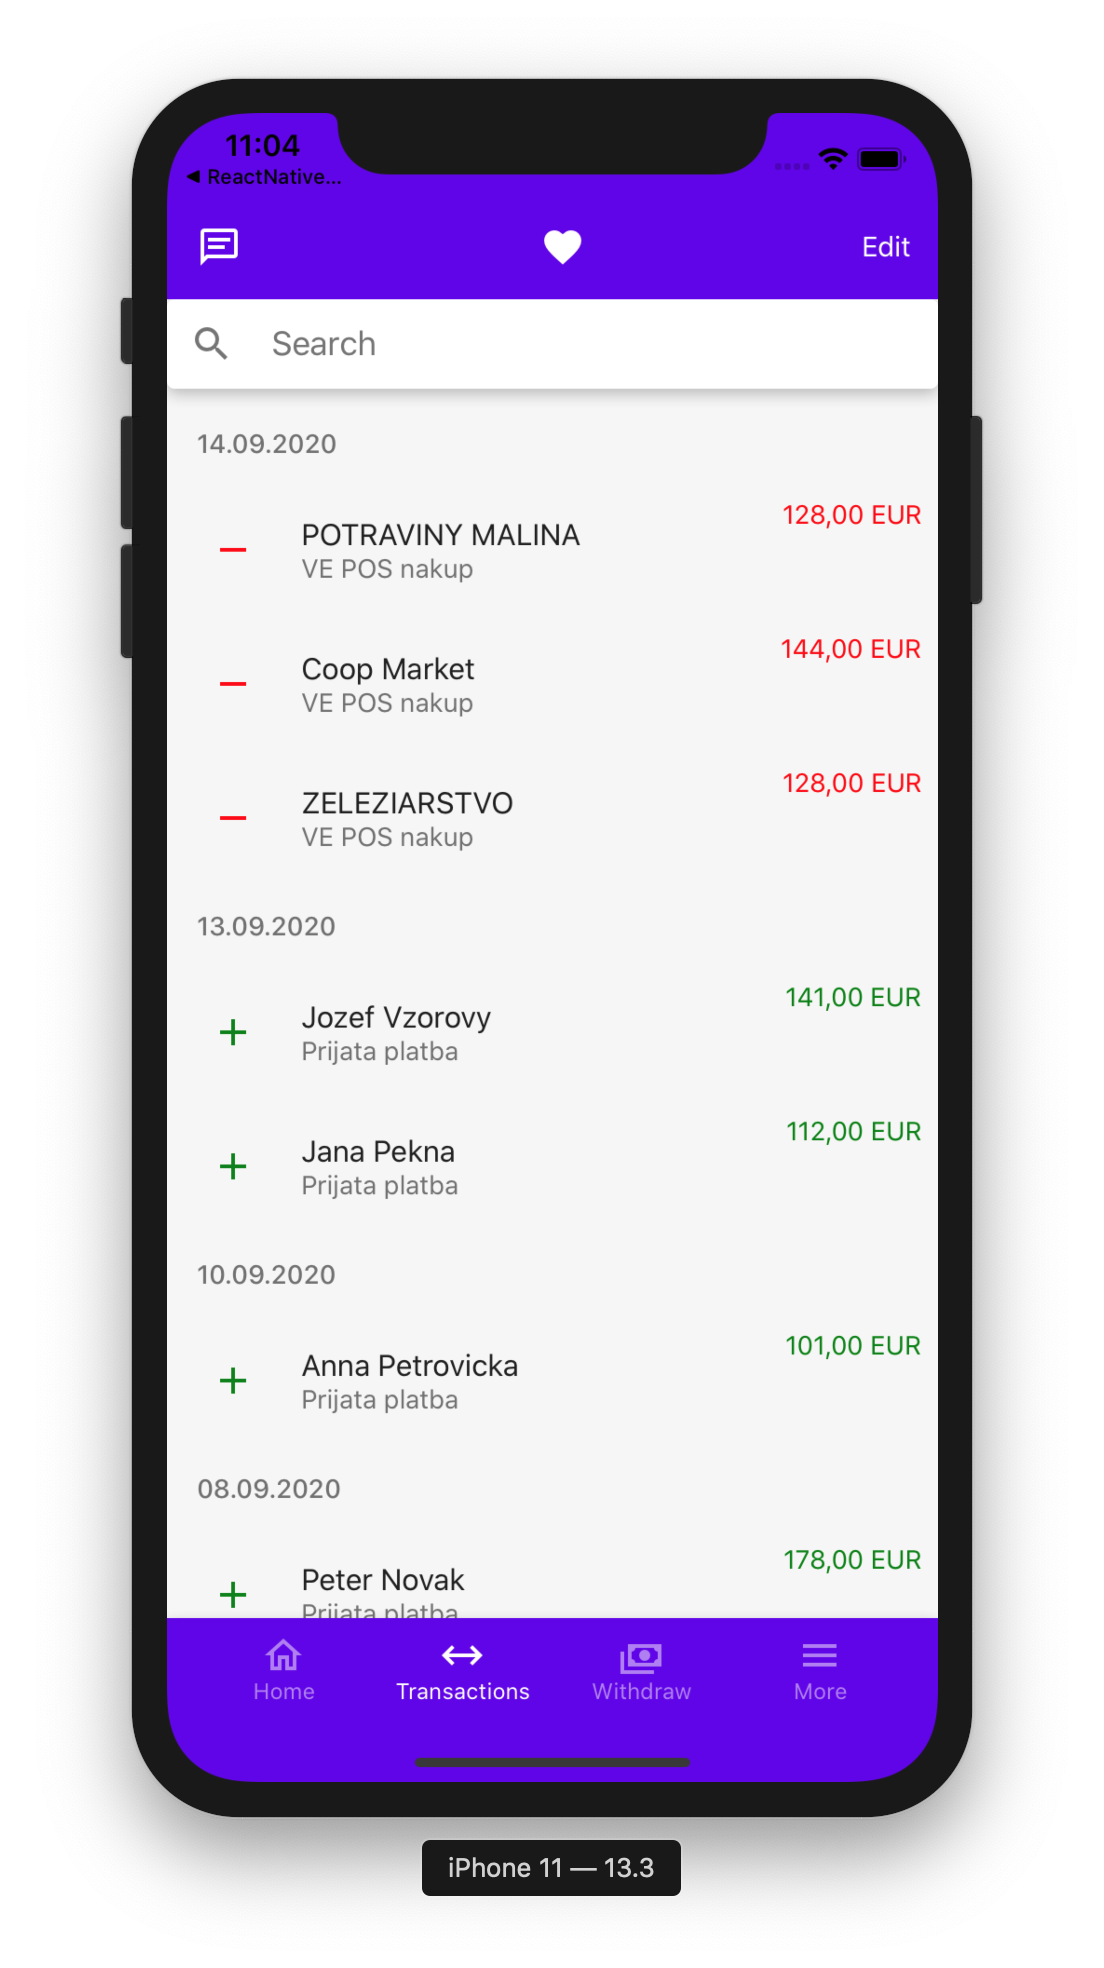 11:04
◀ ReactNative...
Edit
Search
14.09.2020
128,00 EUR
POTRAVINY MALINA
VE POS nakup
144,00 EUR
Coop Market
VE POS nakup
128,00 EUR
ZELEZIARSTVO
VE POS nakup
13.09.2020
141,00 EUR
Jozef Vzorovy
Prijata platba
112,00 EUR
Jana Pekna
Prijata platba
10.09.2020
101,00 EUR
Anna Petrovicka
Prijata platba
08.09.2020
178,00 EUR
Peter Novak
Prijata platba
Home Transactions Withdraw More
iPhone 11 — 13.3